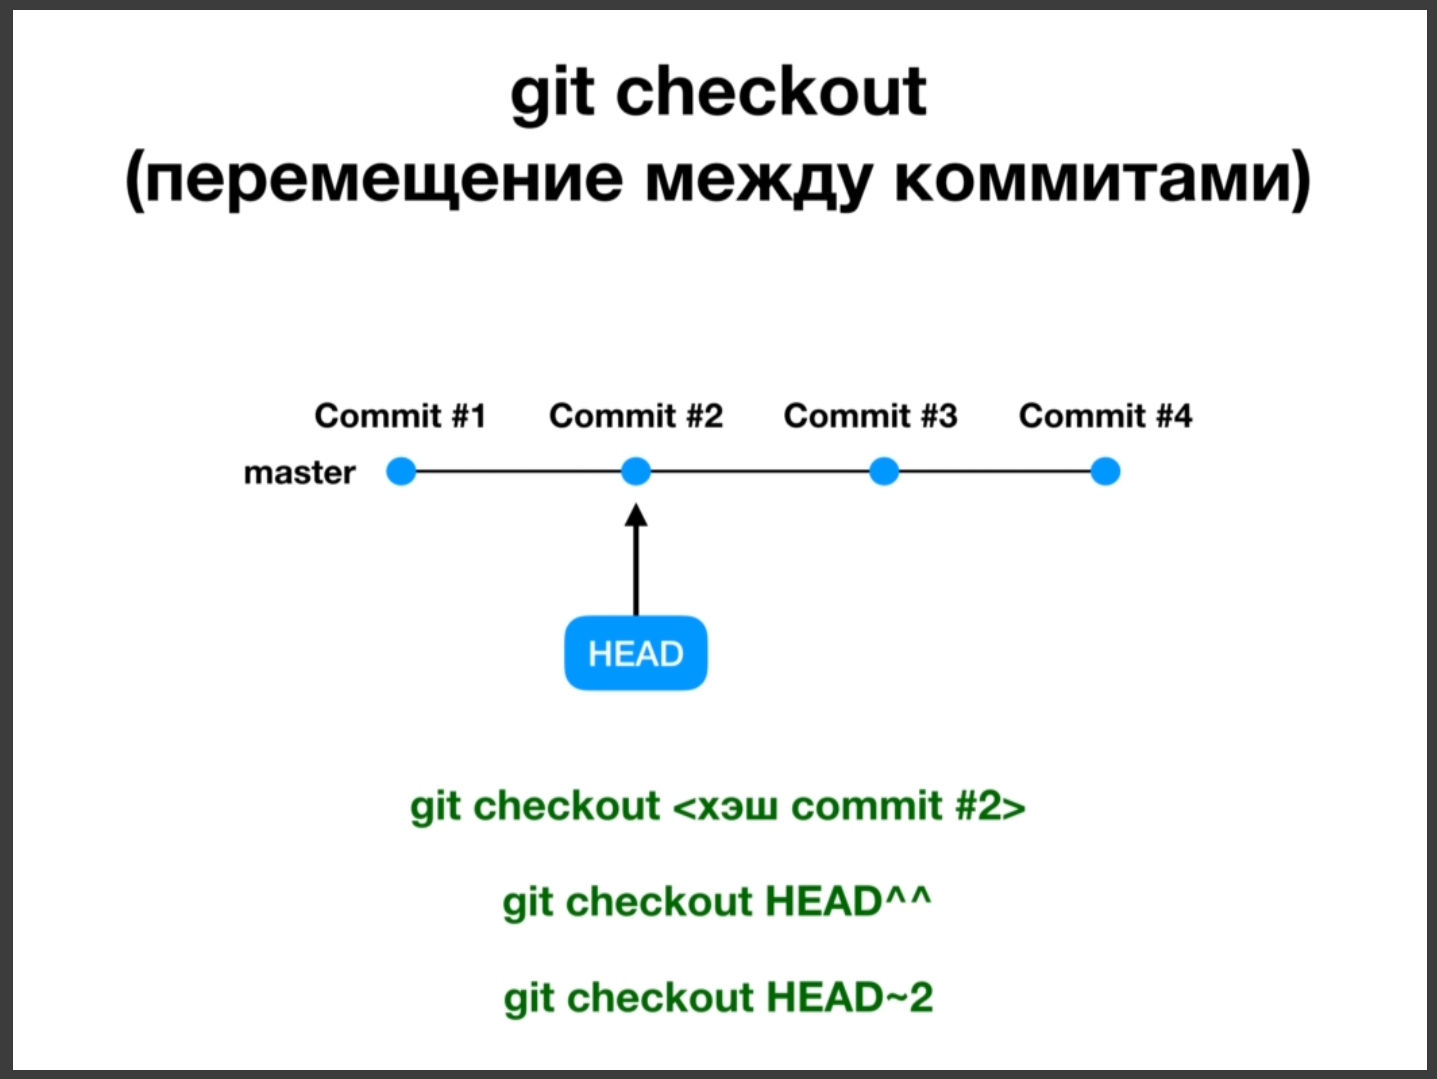 git checkout
(перемещение между коммитами)
Commit #1 Commit #2 Commit #3 Commit #4
master
HEAD
git checkout <хэш commit #2>
git checkout HEAD^^
git checkout HEAD~2